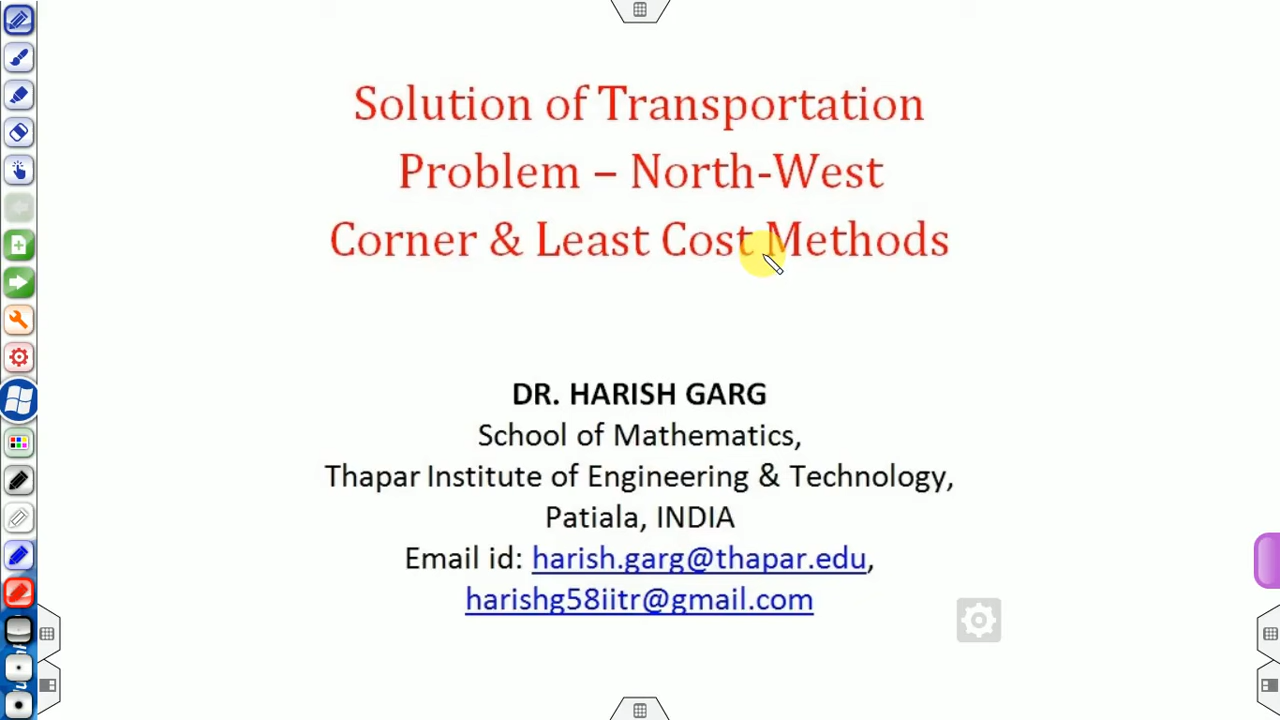 Solution of Transportation
Problem – North-West
Corner & Least Cost Methods
DR. HARISH GARG
School of Mathematics,
Thapar Institute of Engineering & Technology,
Patiala, INDIA
Email id: harish.garg@thapar.edu,
harishg58iitr@gmail.com